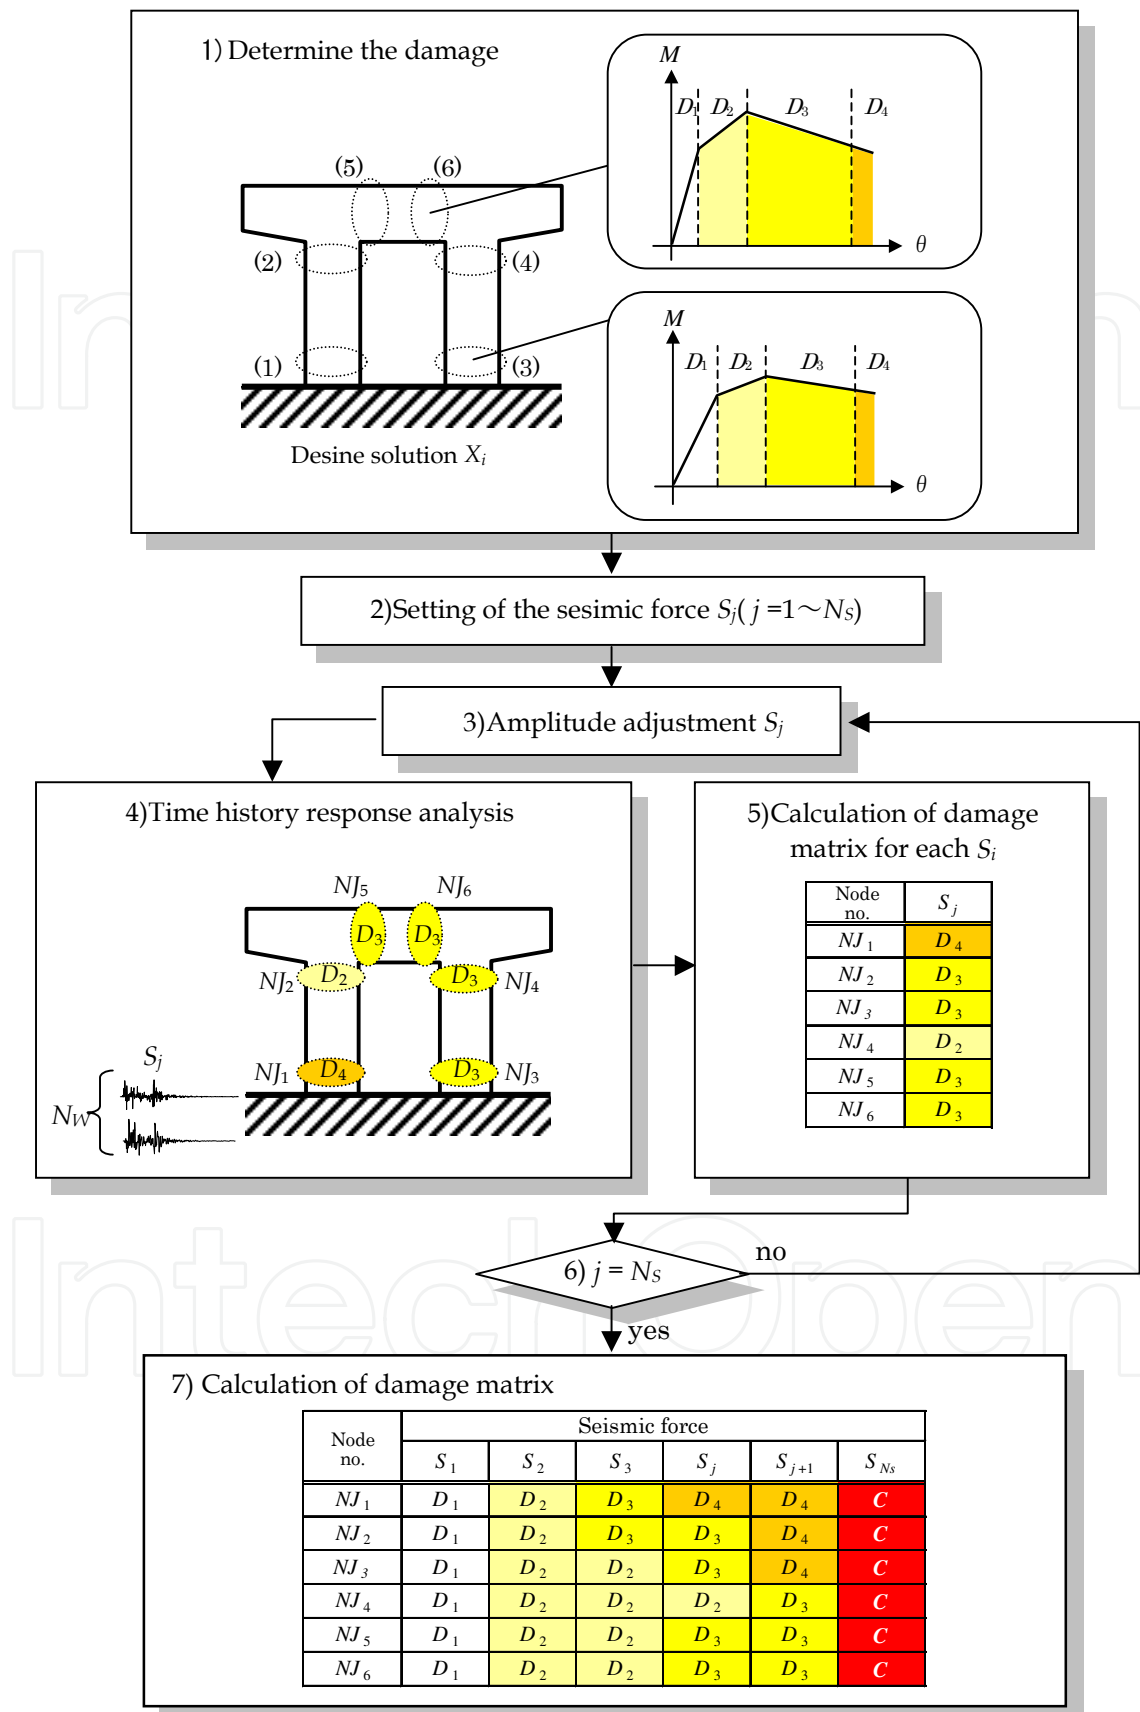 1) Determine the damage
M
D1 D2 D3 D4
θ
(5) (6)
(2) (4)
(1) (3)
M
D1 D2 D3 D4
θ
Desine solution Xi
2)Setting of the sesimic force Sj( j =1～NS)
3)Amplitude adjustment Sj
4)Time history response analysis
NJ5 NJ6
D3 D3
NJ2 D2 D3 NJ4
Sj
NJ1 D4 D3 NJ3
NW
5)Calculation of damage
matrix for each Si
Node no. Sj
NJ1 D4
NJ2 D3
NJ3 D3
NJ4 D2
NJ5 D3
NJ6 D3
6) j = NS
no
yes
7) Calculation of damage matrix
Node no. Seismic force
S1 S2 S3 Sj Sj+1 SNs
NJ1 D1 D2 D3 D4 D4 C
NJ2 D1 D2 D3 D3 D4 C
NJ3 D1 D2 D2 D3 D4 C
NJ4 D1 D2 D2 D2 D3 C
NJ5 D1 D2 D2 D3 D3 C
NJ6 D1 D2 D2 D3 D3 C
IntechOpen